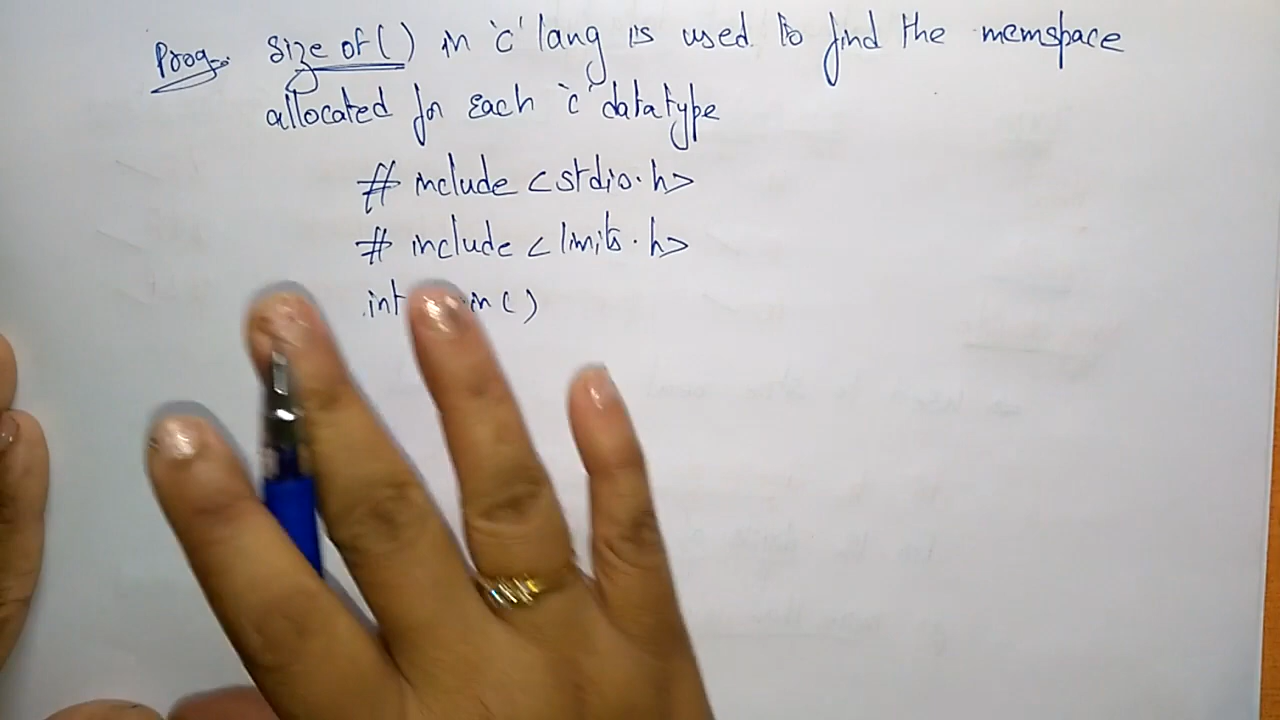 Prog. size of ( ) in 'c' lang is used to find the memspace
allocated for each 'c' datatype
# include <stdio.h>
# include <limits.h>
int ( )